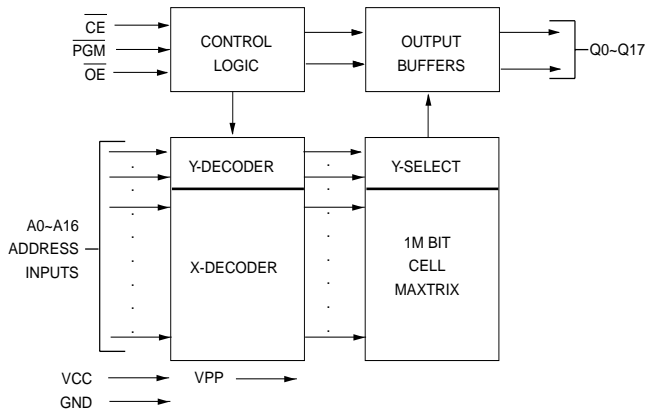 CE
PGM
OE
CONTROL
LOGIC
OUTPUT
BUFFERS
Q0~Q17
A0~A16
ADDRESS
INPUTS
Y-DECODER
X-DECODER
Y-SELECT
1M BIT
CELL
MAXTRIX
VCC
GND
VPP